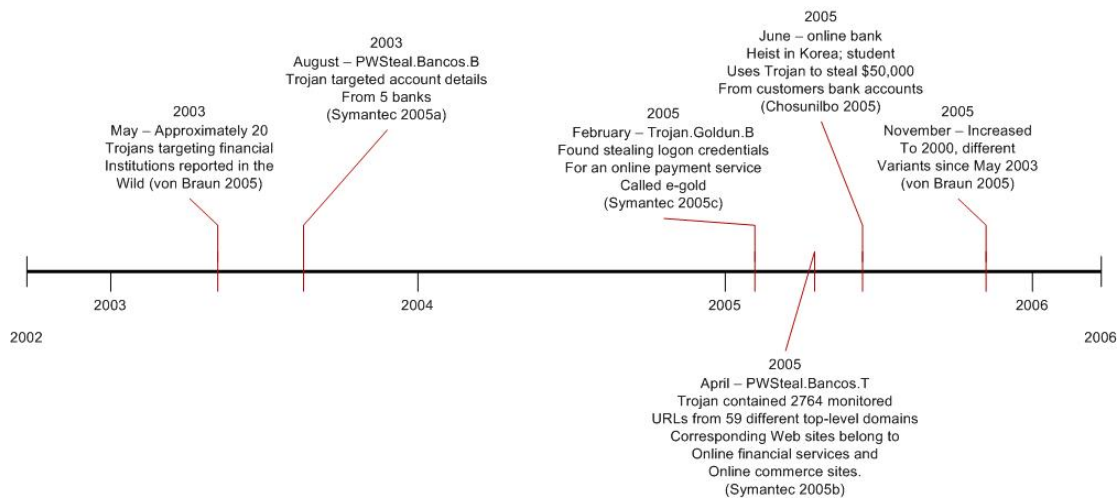 2003
May – Approximately 20
Trojans targeting financial
Institutions reported in the
Wild (von Braun 2005)
2003
August – PWSteal.Bancos.B
Trojan targeted account details
From 5 banks
(Symantec 2005a)
2005
February – Trojan.Goldun.B
Found stealing logon credentials
For an online payment service
Called e-gold
(Symantec 2005c)
2005
June – online bank
Heist in Korea; student
Uses Trojan to steal $50,000
From customers bank accounts
(Chosunilbo 2005)
2005
November – Increased
To 2000, different
Variants since May 2003
(von Braun 2005)
2003
2004
2005
2006
2002
2006
2005
April – PWSteal.Bancos.T
Trojan contained 2764 monitored
URLs from 59 different top-level domains
Corresponding Web sites belong to
Online financial services and
Online commerce sites.
(Symantec 2005b)